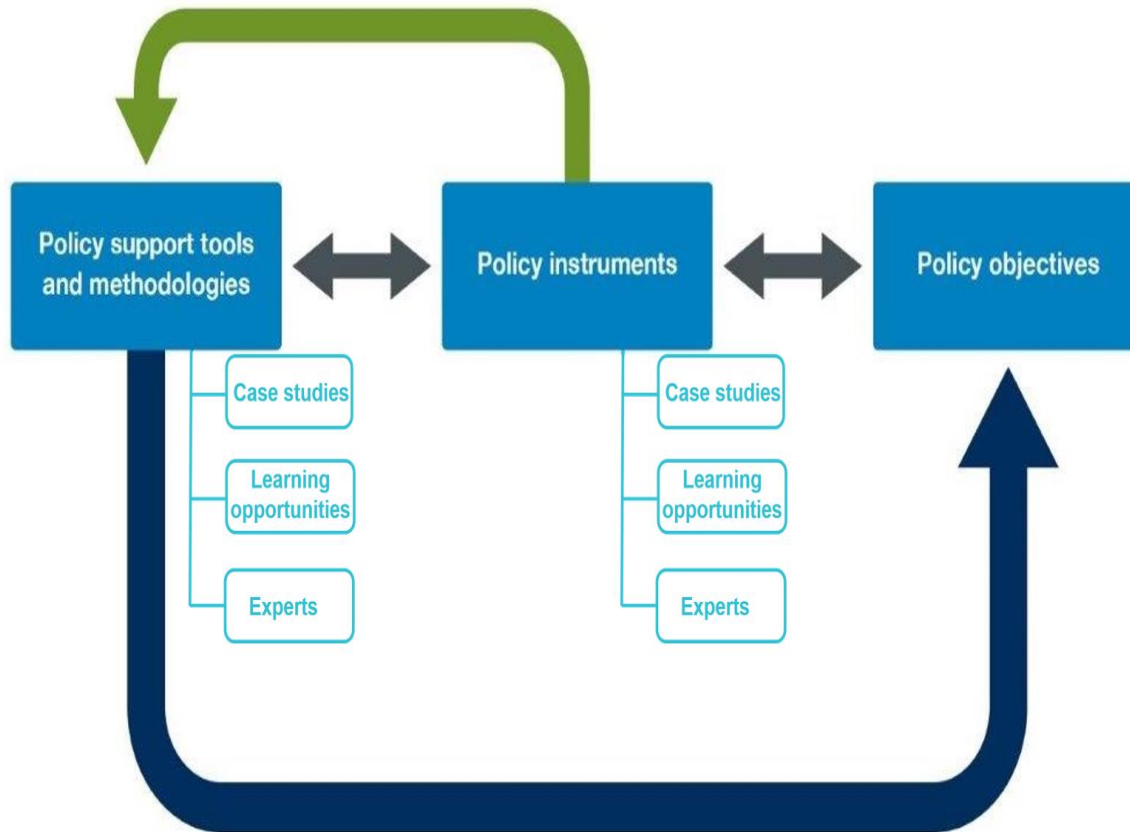 Policy support tools
and methodologies
Policy instruments
Policy objectives
Case studies
Learning
opportunities
Experts
Case studies
Learning
opportunities
Experts